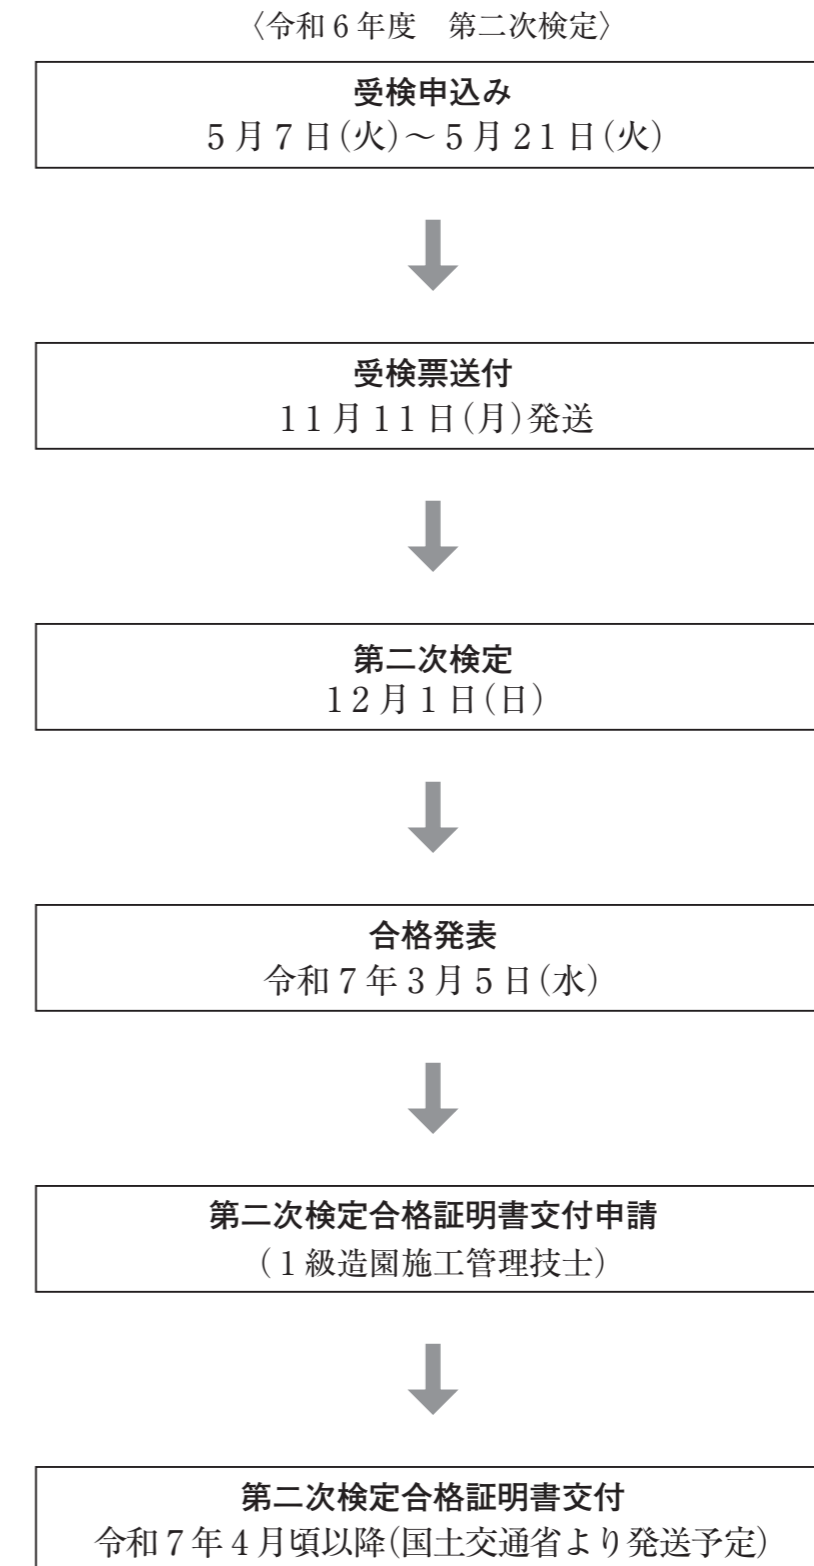 〈令和６年度　第二次検定〉
受検申込み
５月７日(火)～５月２１日(火)
受検票送付
１１月１１日(月)発送
第二次検定
１２月１日(日)
合格発表
令和７年３月５日(水)
第二次検定合格証明書交付申請
(１級造園施工管理技士)
第二次検定合格証明書交付
令和７年４月頃以降(国土交通省より発送予定)